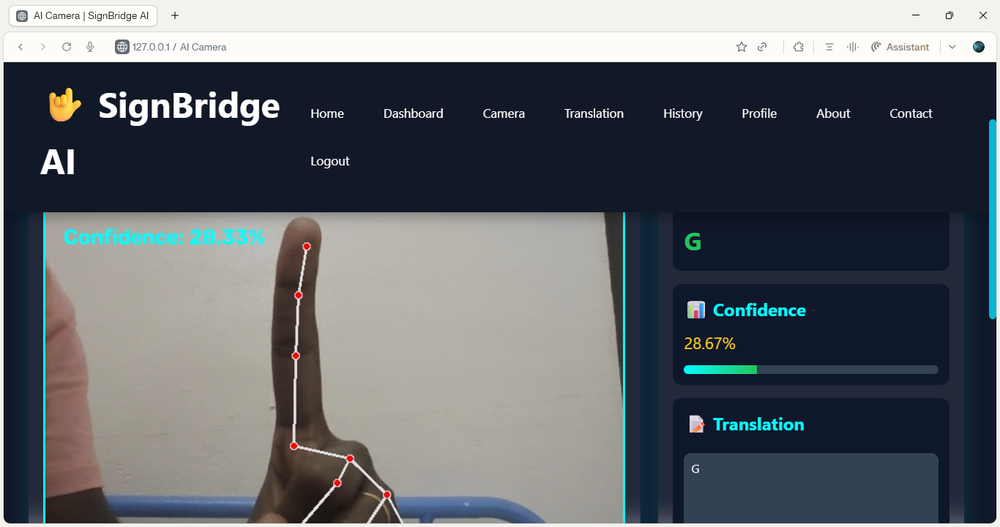 AI Camera | SignBridge AI
127.0.0.1 / AI Camera
Assistant
SignBridge
AI
Home
Dashboard
Camera
Translation
History
Profile
About
Contact
Logout
Confidence: 28.33%
G
Confidence
28.67%
Translation
G